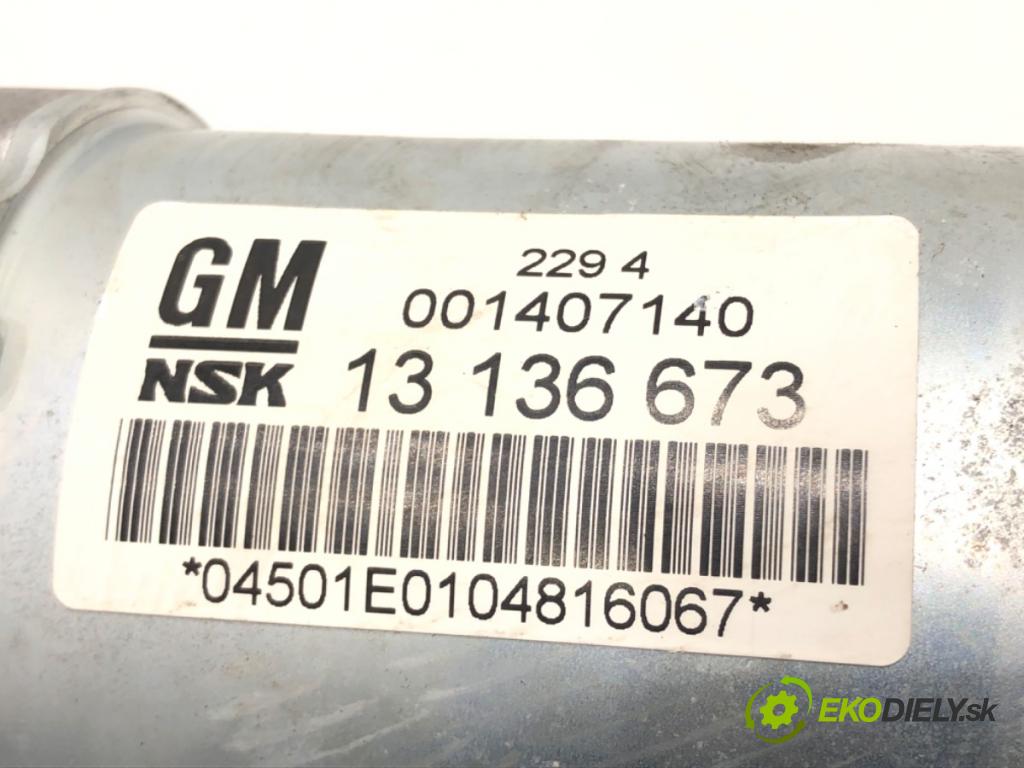 GM
NSK
229 4
001407140
13 136 673
*04501E0104816067*
EKODIELY.sk